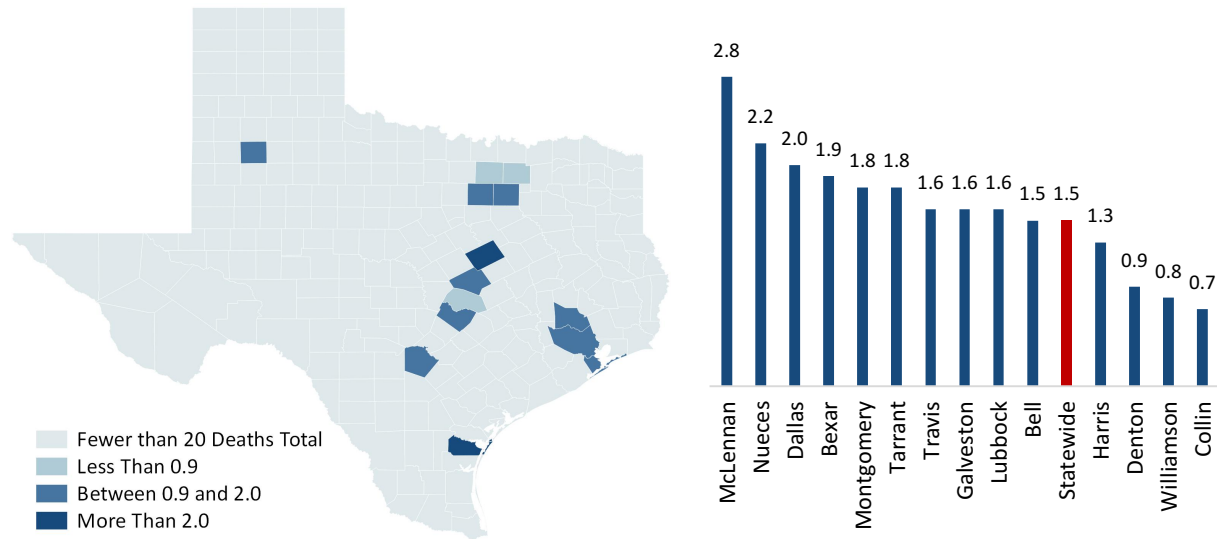 Fewer than 20 Deaths Total
Less Than 0.9
Between 0.9 and 2.0
More Than 2.0
2.8
2.2
2.0
1.9
1.8
1.8
1.6
1.6
1.6
1.5
1.5
1.3
0.9
0.8
0.7
McLennan
Nueces
Dallas
Bexar
Montgomery
Tarrant
Travis
Galveston
Lubbock
Bell
Statewide
Harris
Denton
Williamson
Collin